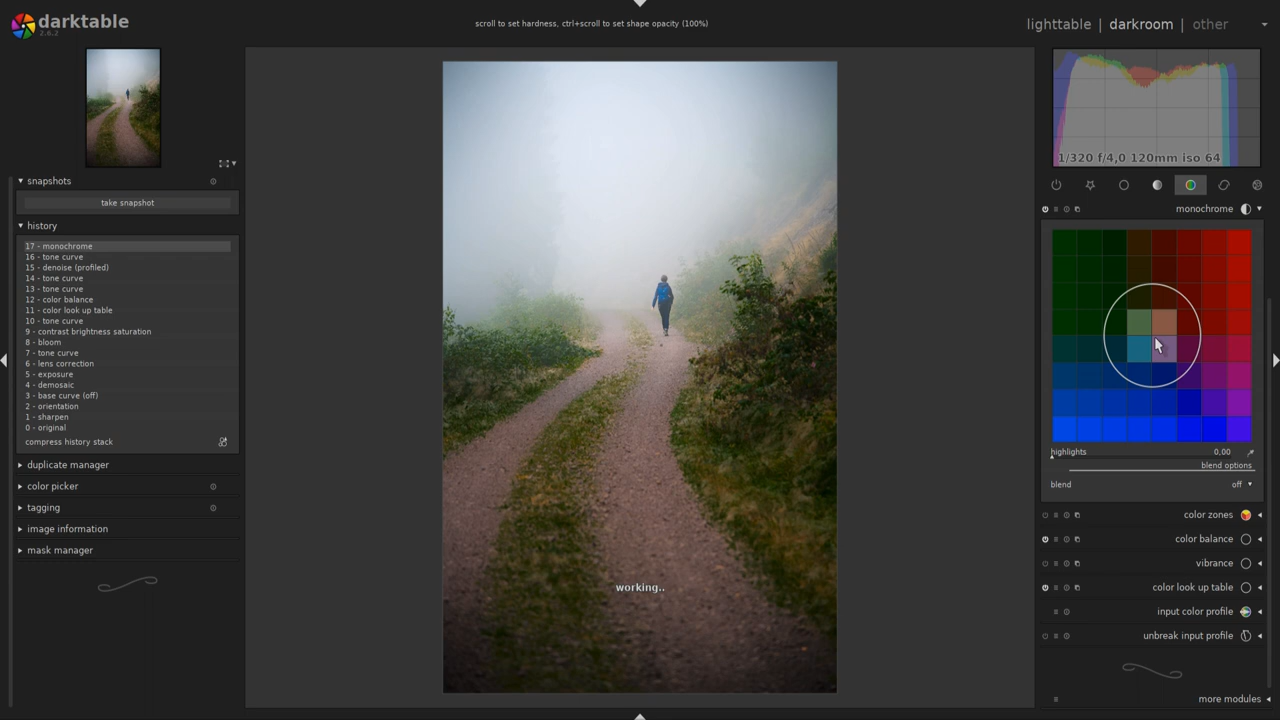 darktable
2.6.2
scroll to set hardness, ctrl+scroll to set shape opacity (100%)
lighttable | darkroom | other
1/320 f/4,0 120mm iso 64
snapshots
take snapshot
history
17 - monochrome
16 - tone curve
15 - denoise (profiled)
14 - tone curve
13 - tone curve
12 - color balance
11 - color look up table
10 - tone curve
9 - contrast brightness saturation
8 - bloom
7 - tone curve
6 - lens correction
5 - exposure
4 - demosaic
3 - base curve (off)
2 - orientation
1 - sharpen
0 - original
compress history stack
duplicate manager
color picker
tagging
image information
mask manager
working..
monochrome
highlights 0,00
blend options
blend off
color zones
color balance
vibrance
color look up table
input color profile
unbreak input profile
more modules